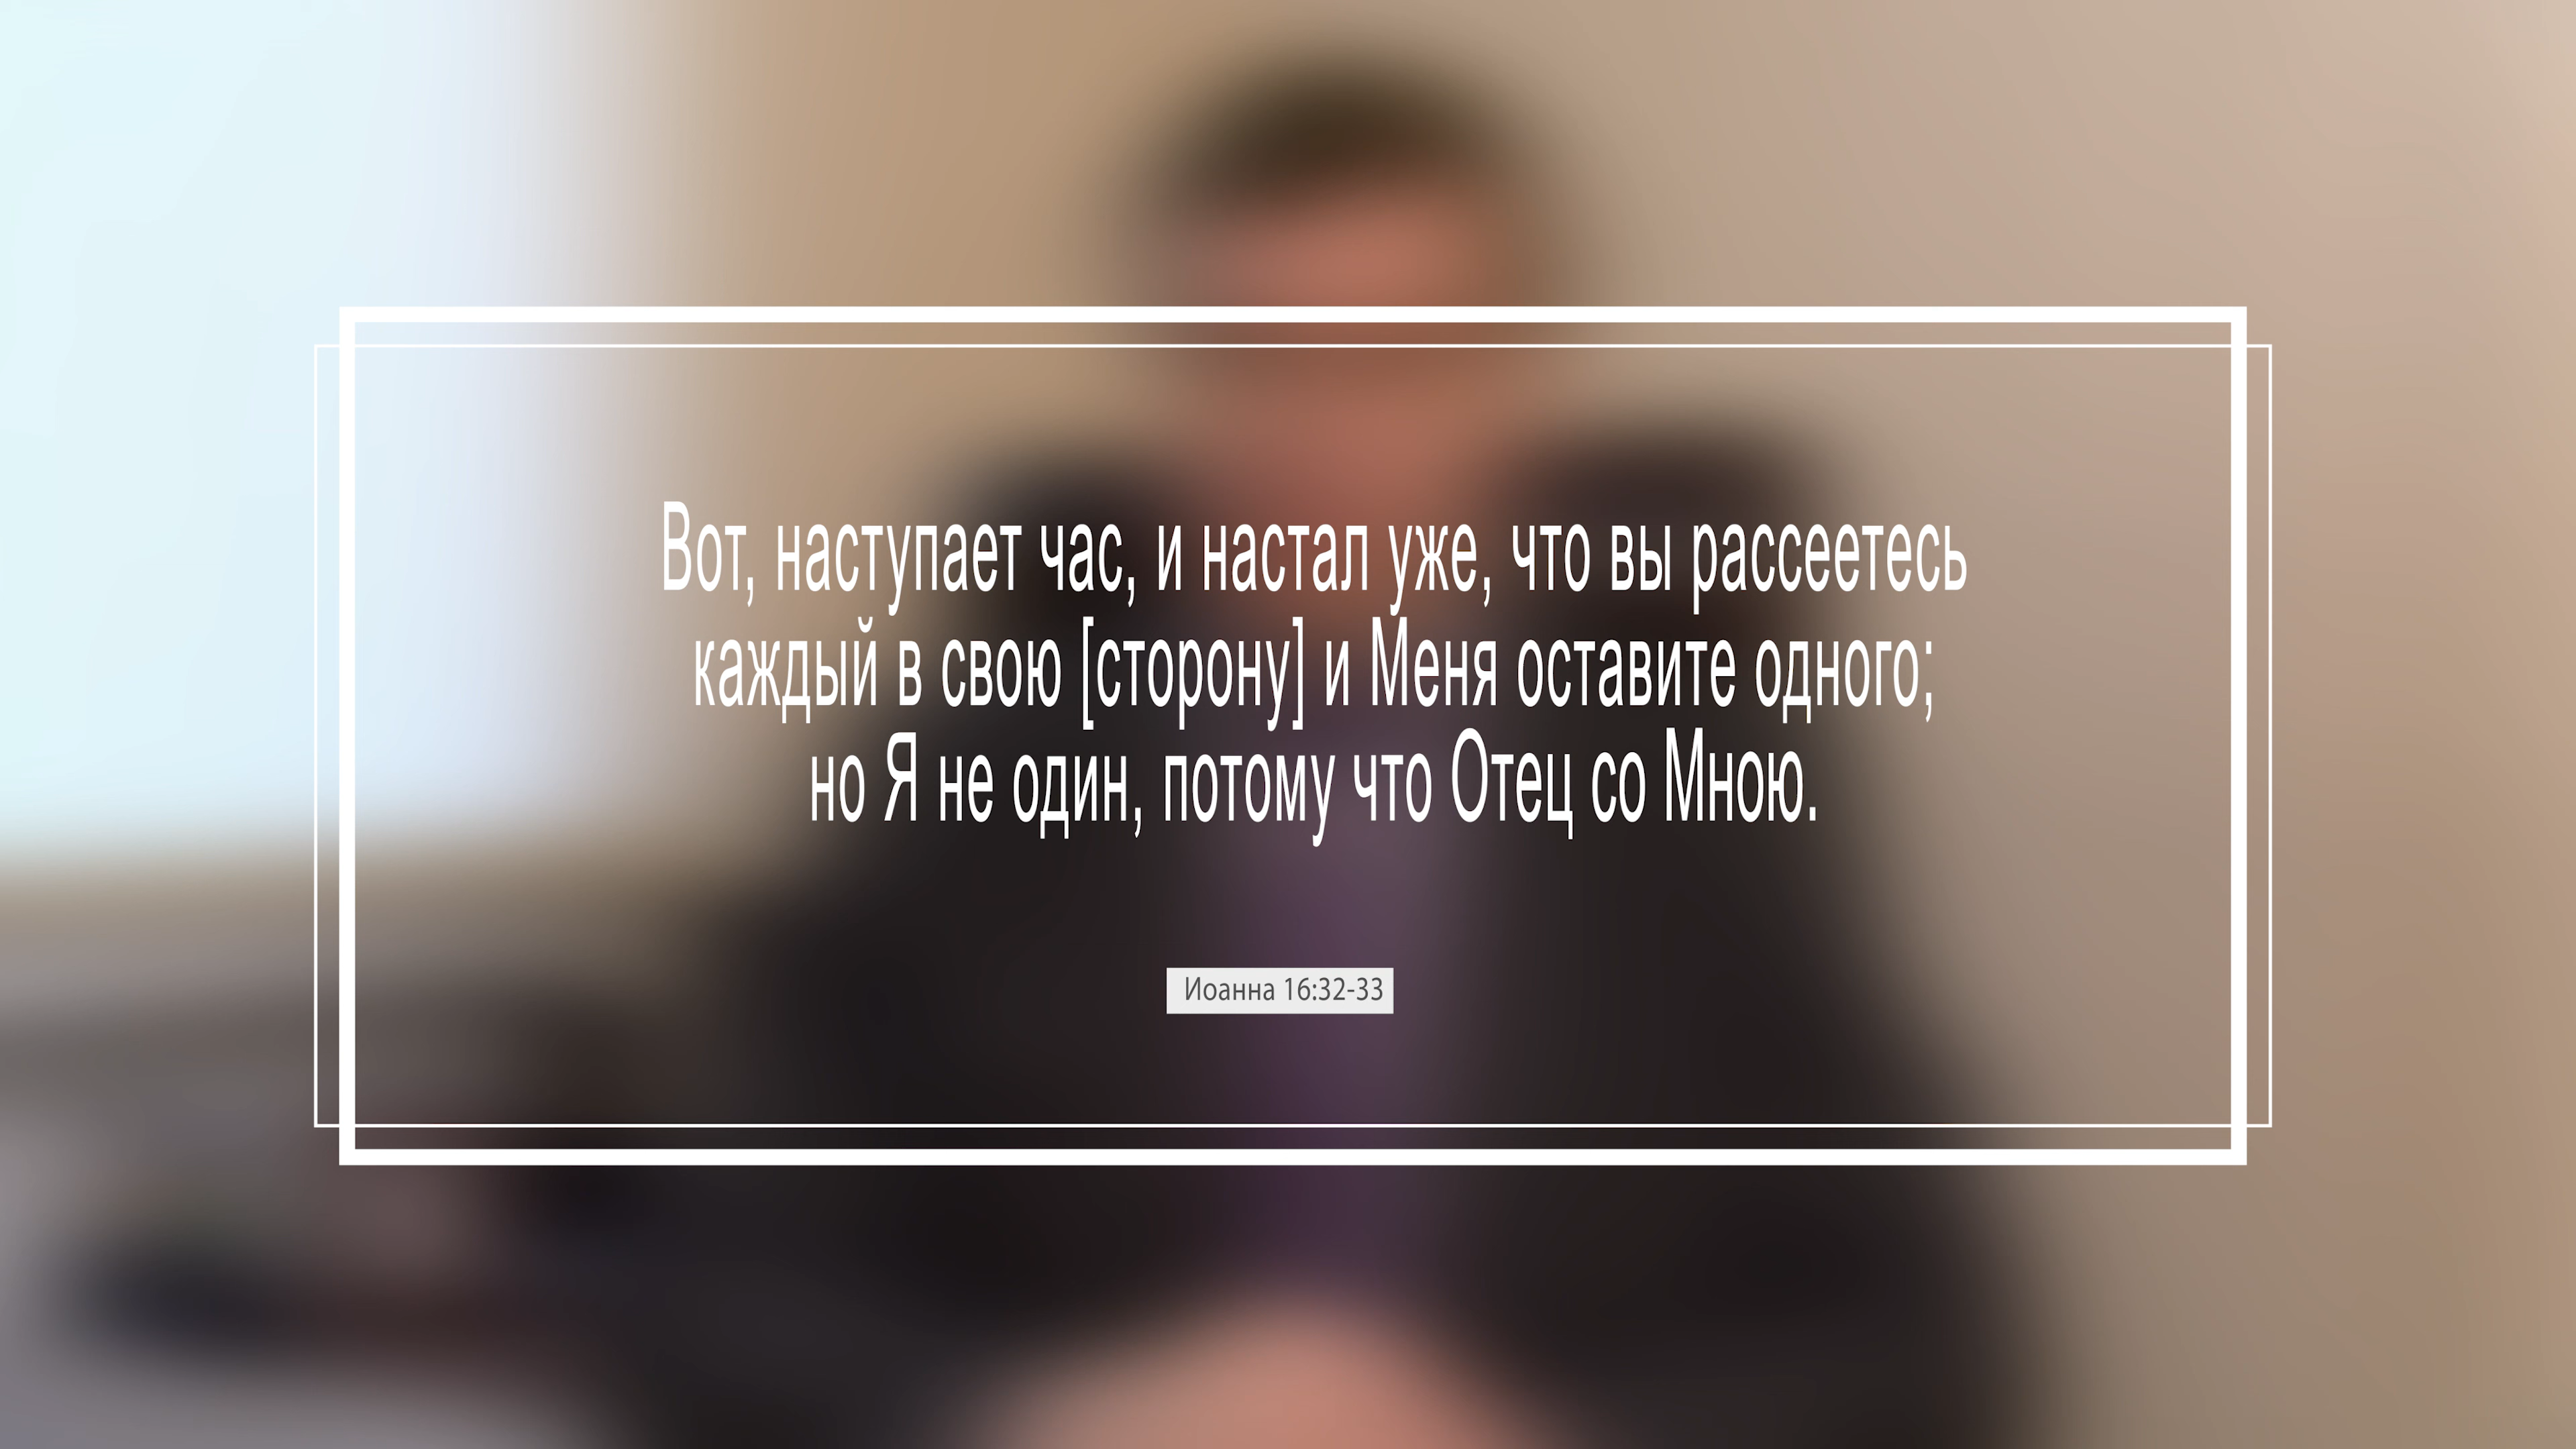 Вот, наступает час, и настал уже, что вы рассеетесь
каждый в свою [сторону] и Меня оставите одного;
но Я не один, потому что Отец со Мною.
Иоанна 16:32-33